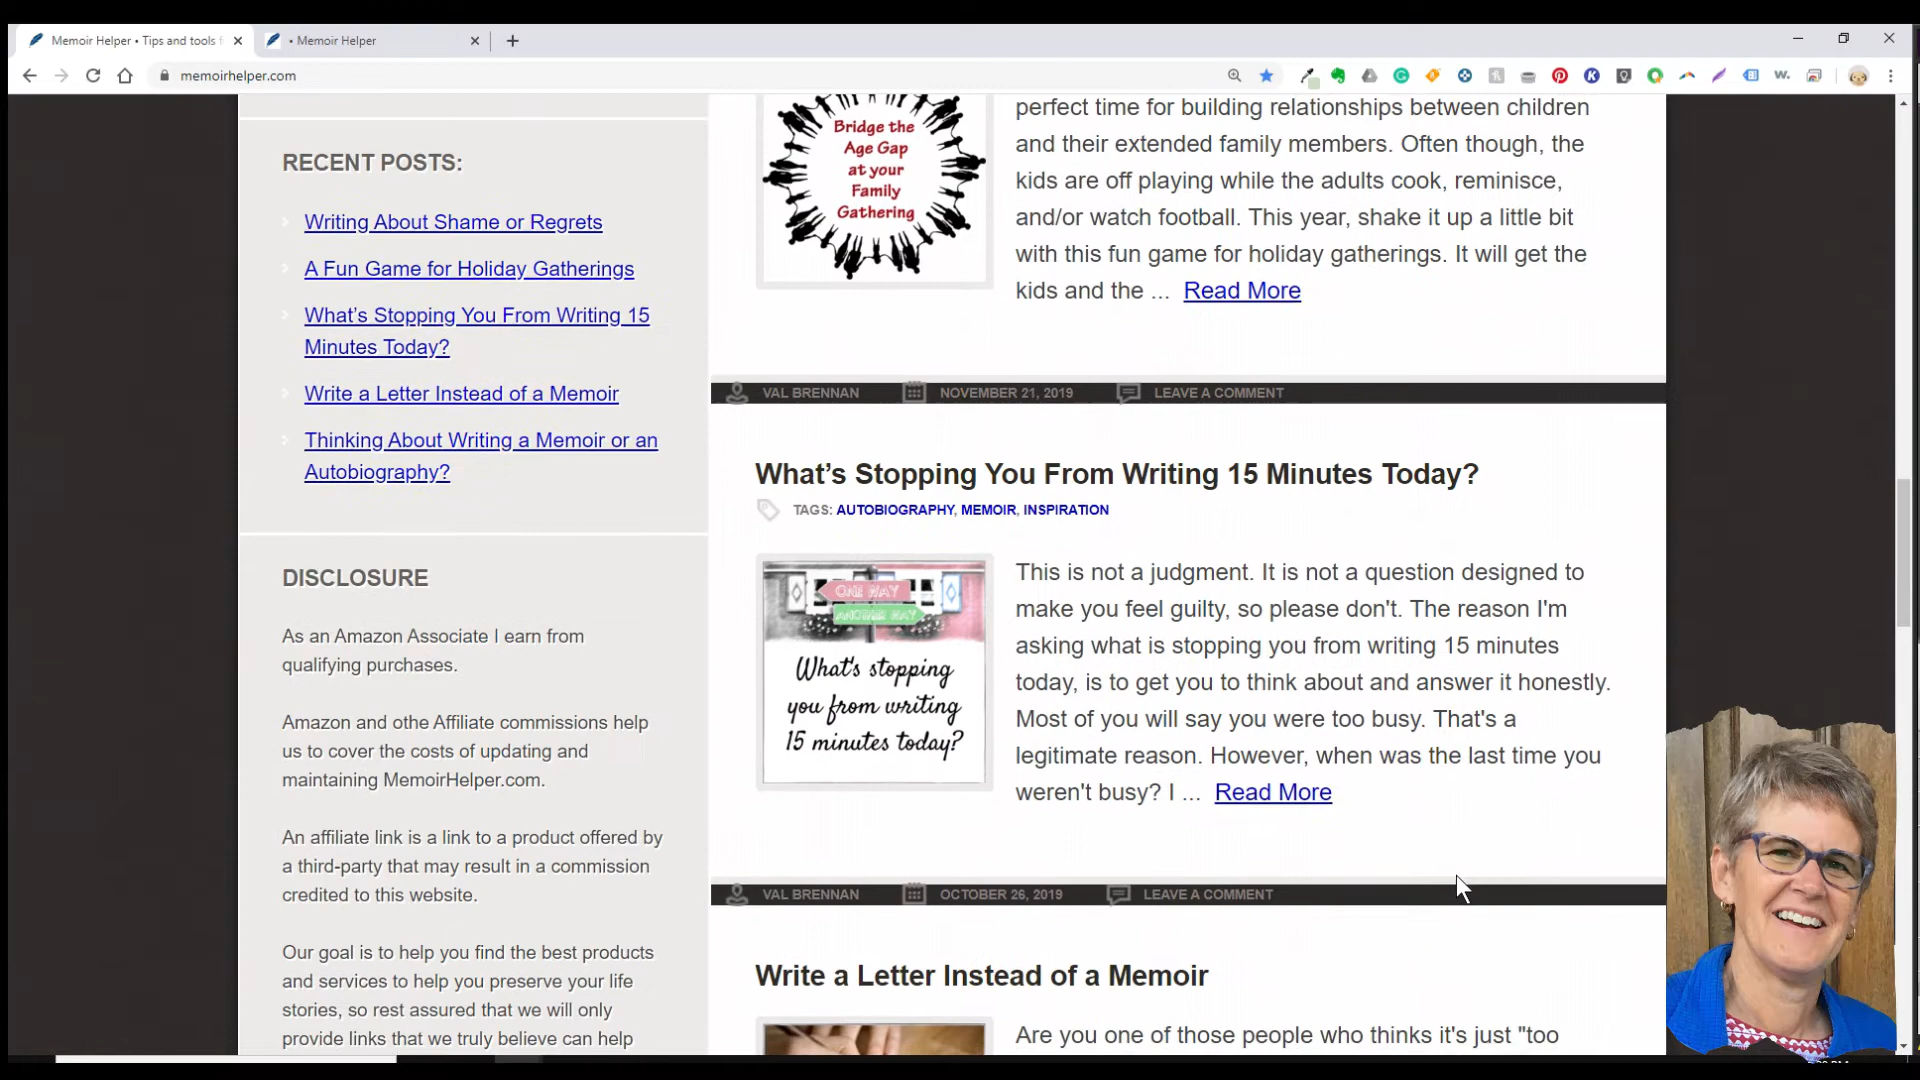 Memoir Helper • Tips and tools f
• Memoir Helper
memoirhelper.com
RECENT POSTS:
Writing About Shame or Regrets
A Fun Game for Holiday Gatherings
What's Stopping You From Writing 15
Minutes Today?
Write a Letter Instead of a Memoir
Thinking About Writing a Memoir or an
Autobiography?
DISCLOSURE
As an Amazon Associate I earn from
qualifying purchases.
Amazon and othe Affiliate commissions help
us to cover the costs of updating and
maintaining MemoirHelper.com.
An affiliate link is a link to a product offered by
a third-party that may result in a commission
credited to this website.
Our goal is to help you find the best products
and services to help you preserve your life
stories, so rest assured that we will only
provide links that we truly believe can help
Bridge the
Age Gap
at your
Family
Gathering
perfect time for building relationships between children
and their extended family members. Often though, the
kids are off playing while the adults cook, reminisce,
and/or watch football. This year, shake it up a little bit
with this fun game for holiday gatherings. It will get the
kids and the ... Read More
VAL BRENNAN NOVEMBER 21, 2019 LEAVE A COMMENT
What's Stopping You From Writing 15 Minutes Today?
TAGS: AUTOBIOGRAPHY, MEMOIR, INSPIRATION
ONE WAY
ANOTHER WAY
What's stopping
you from writing
15 minutes today?
This is not a judgment. It is not a question designed to
make you feel guilty, so please don't. The reason I'm
asking what is stopping you from writing 15 minutes
today, is to get you to think about and answer it honestly.
Most of you will say you were too busy. That's a
legitimate reason. However, when was the last time you
weren't busy? I ... Read More
VAL BRENNAN OCTOBER 26, 2019 LEAVE A COMMENT
Write a Letter Instead of a Memoir
Are you one of those people who thinks it's just "too